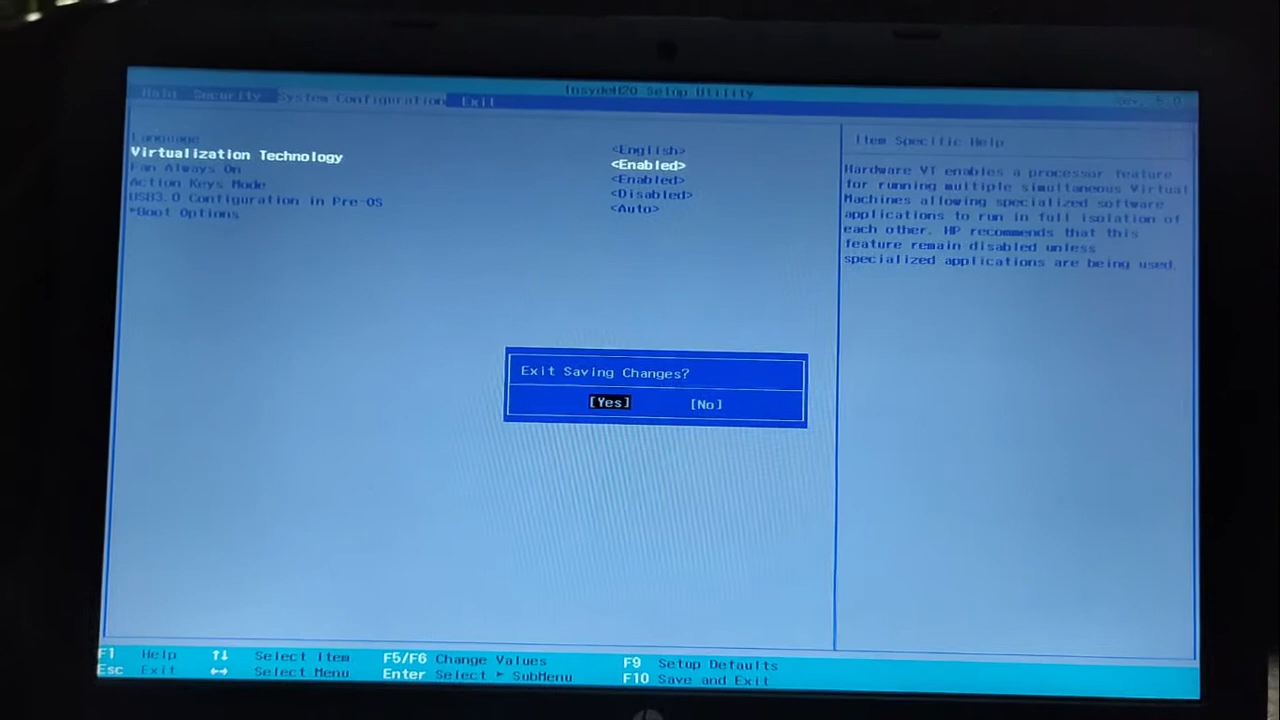 InsydeH20 Setup Utility
Rev. 5.0
Main Security System Configuration Exit
Language <English>
Virtualization Technology <Enabled>
Fan Always On <Enabled>
Action Keys Mode <Disabled>
USB3.0 Configuration in Pre-OS <Auto>
►Boot Options
Item Specific Help
Hardware VT enables a processor feature
for running multiple simultaneous Virtual
Machines allowing specialized software
applications to run in full isolation of
each other. HP recommends that this
feature remain disabled unless
specialized applications are being used.
Exit Saving Changes?
[Yes] [No]
F1 Help ↑↓ Select Item F5/F6 Change Values F9 Setup Defaults
Esc Exit ↔ Select Menu Enter Select ► SubMenu F10 Save and Exit
hp